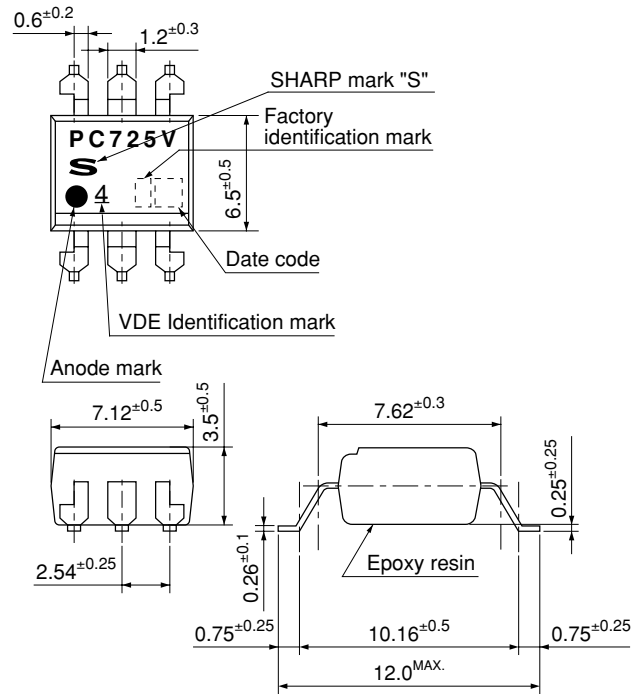 0.6±0.2
1.2±0.3
SHARP mark "S"
Factory
identification mark
PC725V
S
4
6.5±0.5
Date code
VDE Identification mark
Anode mark
7.12±0.5
3.5±0.5
7.62±0.3
0.25±0.25
2.54±0.25
0.26±0.1
Epoxy resin
0.75±0.25
10.16±0.5
0.75±0.25
12.0MAX.